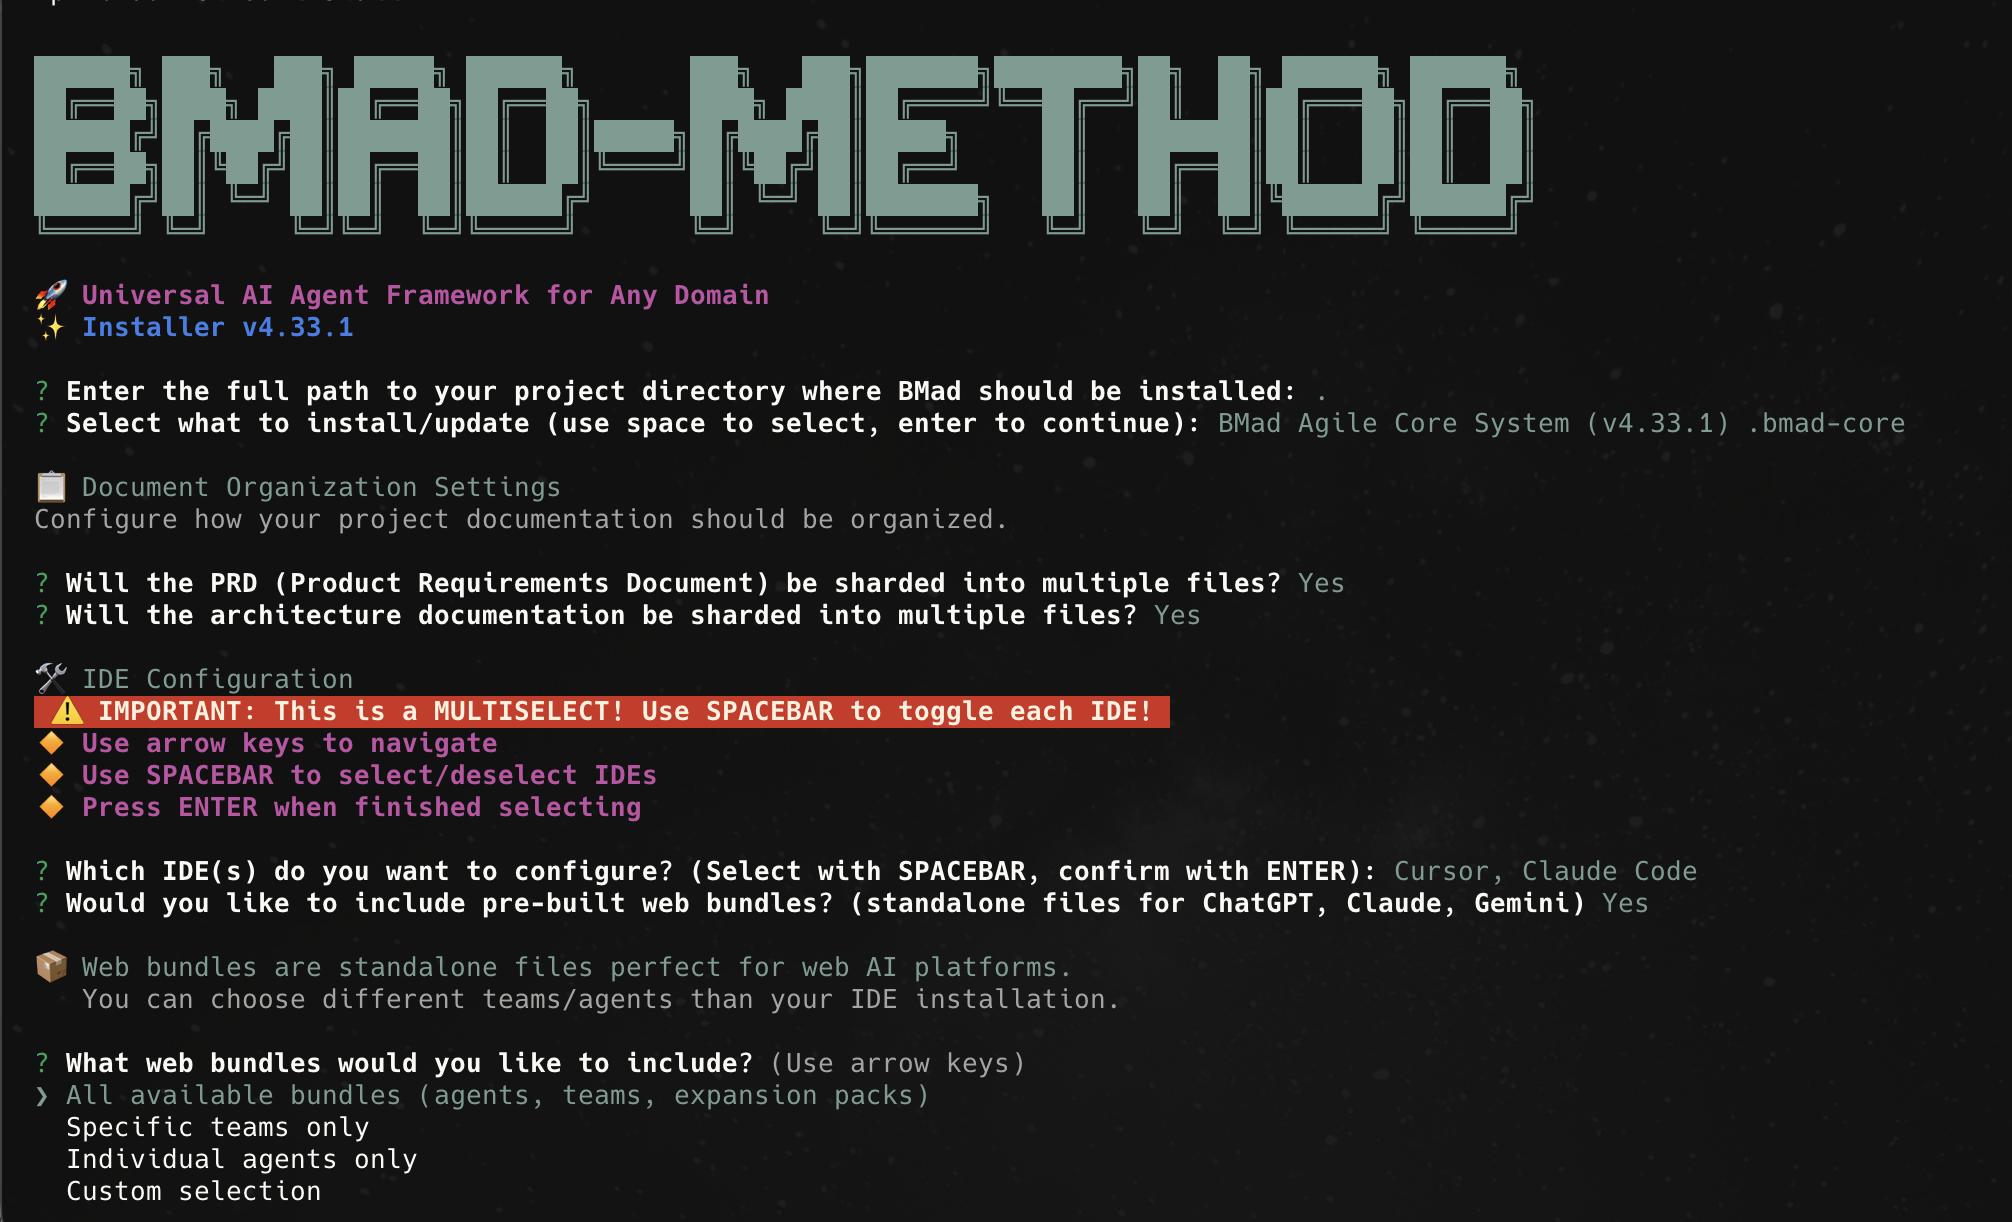 BMAD-METHOD
🚀 Universal AI Agent Framework for Any Domain
✨ Installer v4.33.1
? Enter the full path to your project directory where BMad should be installed: .
? Select what to install/update (use space to select, enter to continue): BMad Agile Core System (v4.33.1) .bmad-core
📋 Document Organization Settings
Configure how your project documentation should be organized.
? Will the PRD (Product Requirements Document) be sharded into multiple files? Yes
? Will the architecture documentation be sharded into multiple files? Yes
🛠️ IDE Configuration
⚠️ IMPORTANT: This is a MULTISELECT! Use SPACEBAR to toggle each IDE!
🔸 Use arrow keys to navigate
🔸 Use SPACEBAR to select/deselect IDEs
🔸 Press ENTER when finished selecting
? Which IDE(s) do you want to configure? (Select with SPACEBAR, confirm with ENTER): Cursor, Claude Code
? Would you like to include pre-built web bundles? (standalone files for ChatGPT, Claude, Gemini) Yes
📦 Web bundles are standalone files perfect for web AI platforms.
You can choose different teams/agents than your IDE installation.
? What web bundles would you like to include? (Use arrow keys)
❯ All available bundles (agents, teams, expansion packs)
Specific teams only
Individual agents only
Custom selection